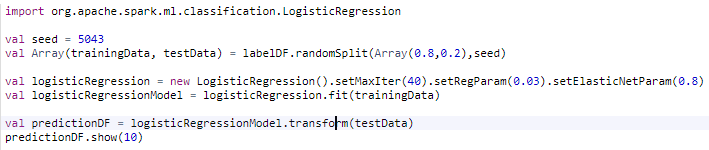 import org.apache.spark.ml.classification.LogisticRegression
val seed = 5043
val Array(trainingData, testData) = labelDF.randomSplit(Array(0.8,0.2),seed)
val logisticRegression = new LogisticRegression().setMaxIter(40).setRegParam(0.03).setElasticNetParam(0.8)
val logisticRegressionModel = logisticRegression.fit(trainingData)
val predictionDF = logisticRegressionModel.transform(testData)
predictionDF.show(10)